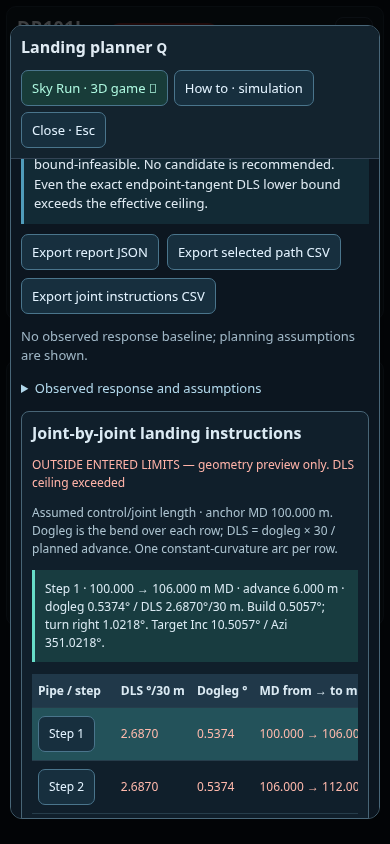 Landing planner Q
Sky Run · 3D game
How to · simulation
Close · Esc
bound-infeasible. No candidate is recommended.
Even the exact endpoint-tangent DLS lower bound
exceeds the effective ceiling.
Export report JSON
Export selected path CSV
Export joint instructions CSV
No observed response baseline; planning assumptions
are shown.
▶ Observed response and assumptions
Joint-by-joint landing instructions
OUTSIDE ENTERED LIMITS — geometry preview only. DLS
ceiling exceeded
Assumed control/joint length · anchor MD 100.000 m.
Dogleg is the bend over each row; DLS = dogleg × 30 /
planned advance. One constant-curvature arc per row.
Step 1 · 100.000 → 106.000 m MD · advance 6.000 m ·
dogleg 0.5374° / DLS 2.6870°/30 m. Build 0.5057°;
turn right 1.0218°. Target Inc 10.5057° / Azi
351.0218°.
Pipe / step DLS °/30 m Dogleg ° MD from → to m
Step 1 2.6870 0.5374 100.000 → 106.00
Step 2 2.6870 0.5374 106.000 → 112.00